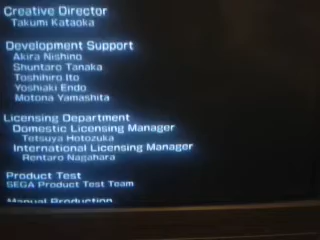 Creative Director
Takumi Kataoka
Development Support
Akira Nishino
Shuntaro Tanaka
Toshihiro Ito
Yoshiaki Endo
Motona Yamashita
Licensing Department
Domestic Licensing Manager
Tetsuya Hotozuka
International Licensing Manager
Rentaro Nagahara
Product Test
SEGA Product Test Team
Manual Production